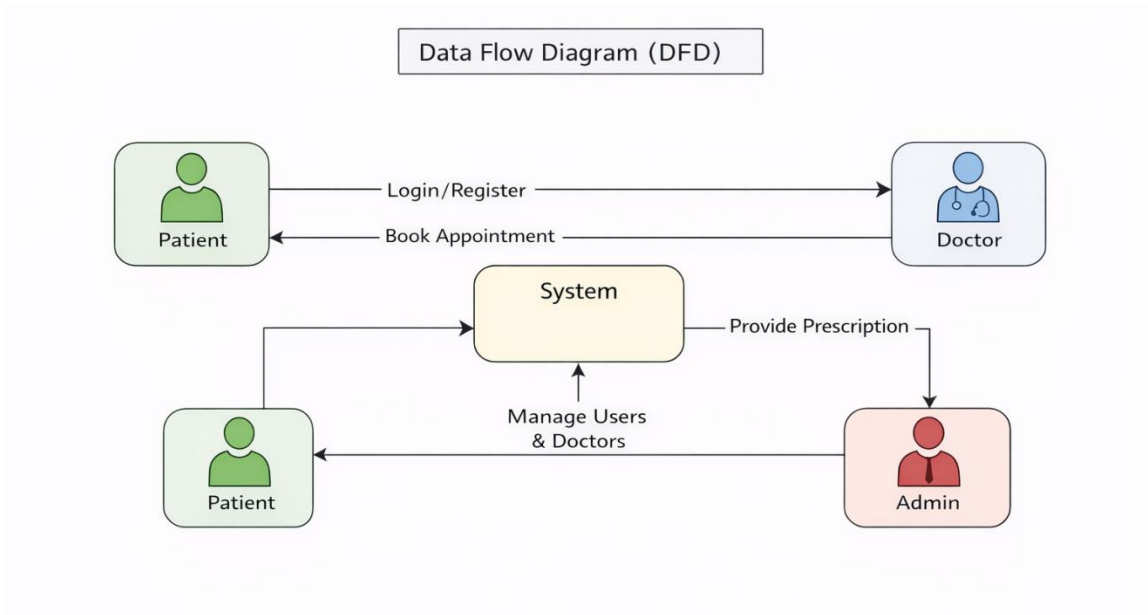 Data Flow Diagram (DFD)
Login/Register
Patient
Book Appointment
Doctor
System
Provide Prescription
Manage Users
& Doctors
Patient
Admin